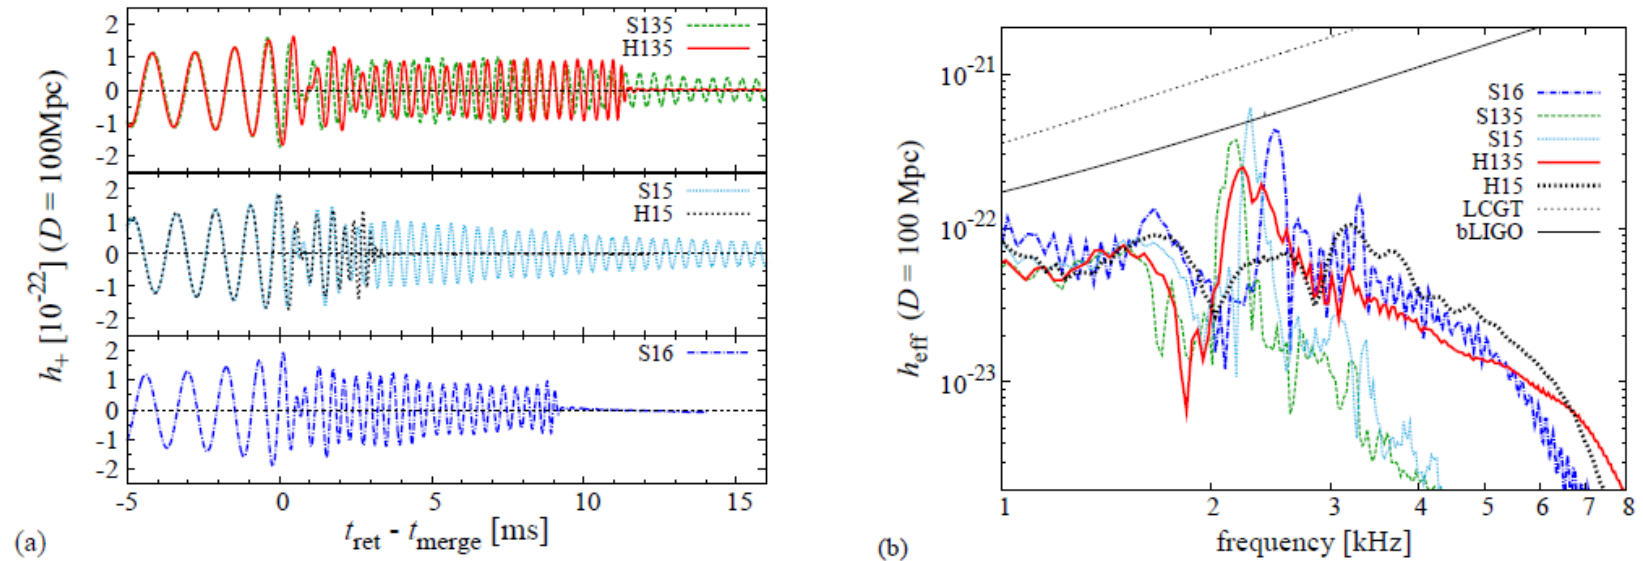 S135
H135
2
1
0
-1
-2
S15
H15
2
1
0
-1
-2
S16
2
1
0
-1
-2
-5
0
5
10
15
h+ [10^-22] (D = 100Mpc)
t_ret - t_merge [ms]
(a)
10^-21
10^-22
10^-23
S16
S135
S15
H135
H15
LCGT
bLIGO
1
2
3
4
5
6
7
8
h_eff (D = 100 Mpc)
frequency [kHz]
(b)